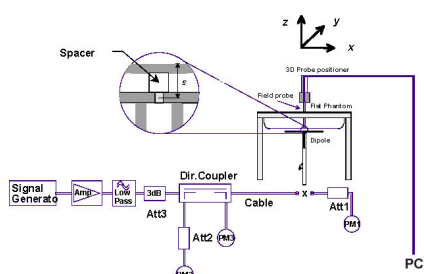 z
y
x
Spacer
s
3D Probe positioner
Field probe
Flat Phantom
Dipole
Dir.Coupler
Signal
Generato
Amp
Low
Pass
3dB
Cable
x
Att1
Att3
Att2
PM3
PM1
PM2
PC